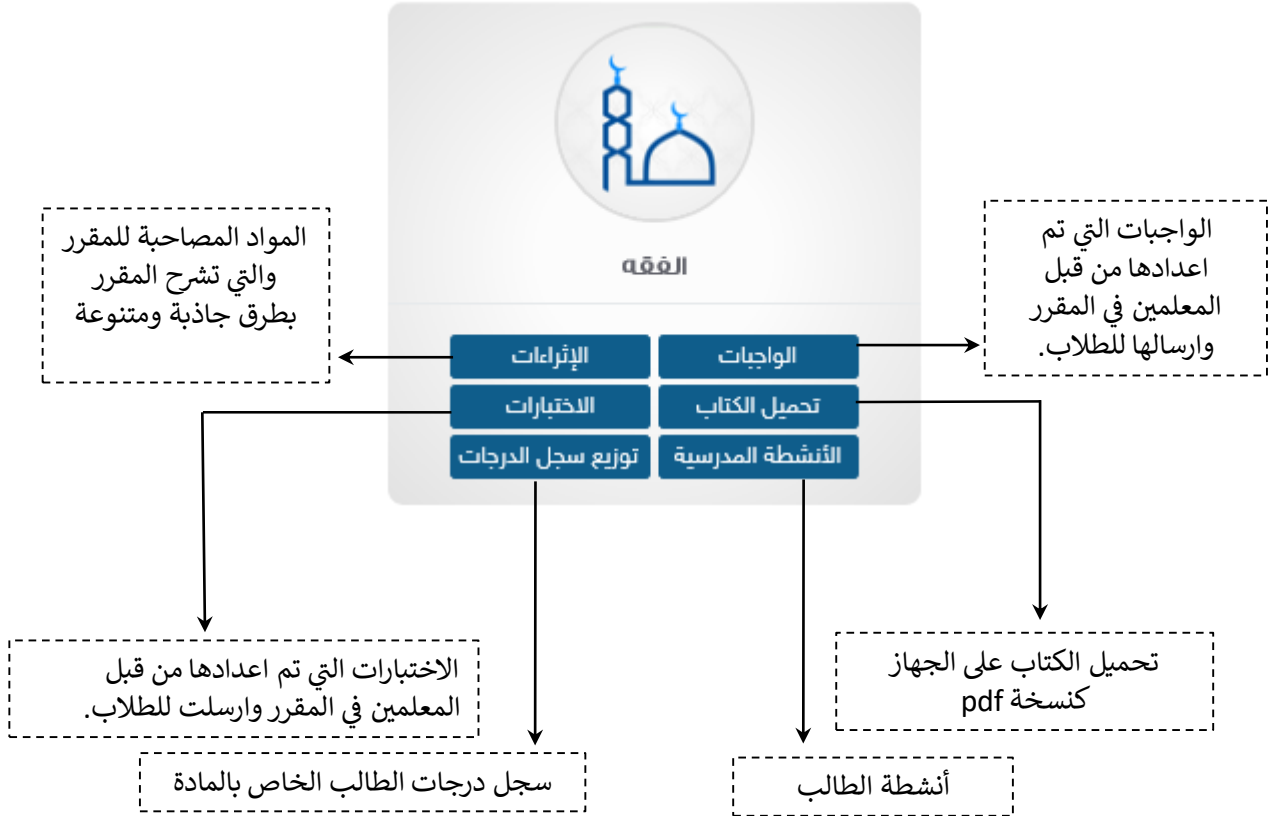 الفقه
الواجبات
الإثراءات
تحميل الكتاب
الاختبارات
الأنشطة المدرسية
توزيع سجل الدرجات
الواجبات التي تم
اعدادها من قبل
المعلمين في المقرر
وارسالها للطلاب.
المواد المصاحبة للمقرر
والتي تشرح المقرر
بطرق جاذبة ومتنوعة
تحميل الكتاب على الجهاز
كنسخة pdf
الاختبارات التي تم اعدادها من قبل
المعلمين في المقرر وارسلت للطلاب.
أنشطة الطالب
سجل درجات الطالب الخاص بالمادة